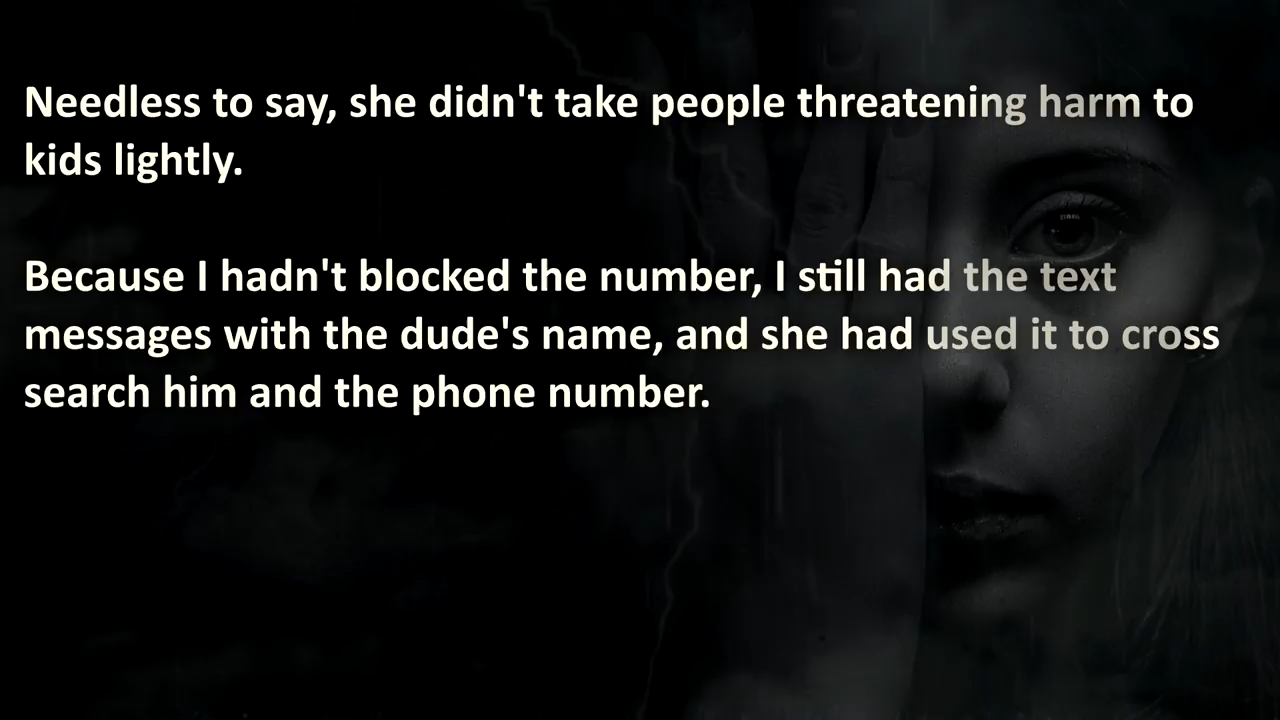 Needless to say, she didn't take people threatening harm to
kids lightly.
Because I hadn't blocked the number, I still had the text
messages with the dude's name, and she had used it to cross
search him and the phone number.